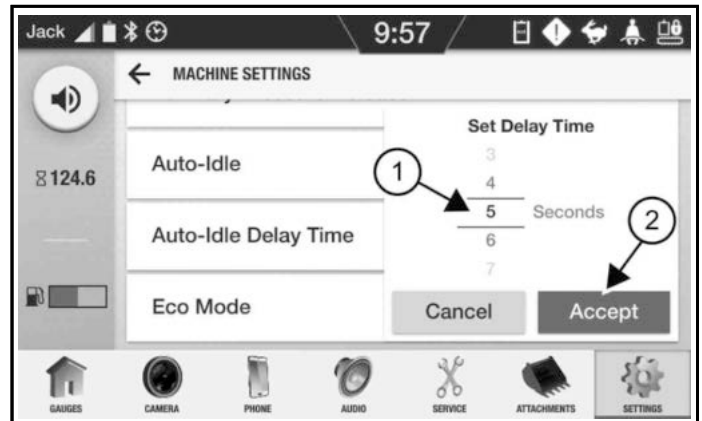 Jack
9:57
MACHINE SETTINGS
Set Delay Time
3
Auto-Idle
1
4
124.6
5 Seconds
2
Auto-Idle Delay Time
6
7
Eco Mode
Cancel
Accept
GAUGES CAMERA PHONE AUDIO SERVICE ATTACHMENTS SETTINGS